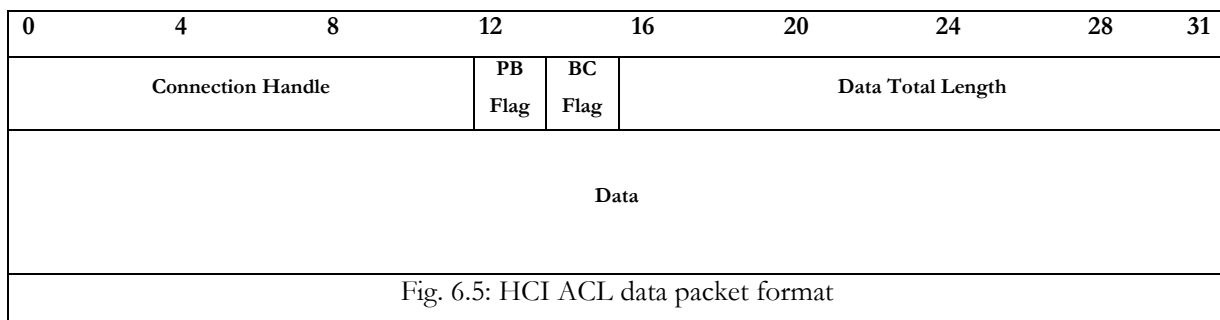 0 4 8 12 16 20 24 28 31
Connection Handle
PB
Flag
BC
Flag
Data Total Length
Data
Fig. 6.5: HCI ACL data packet format